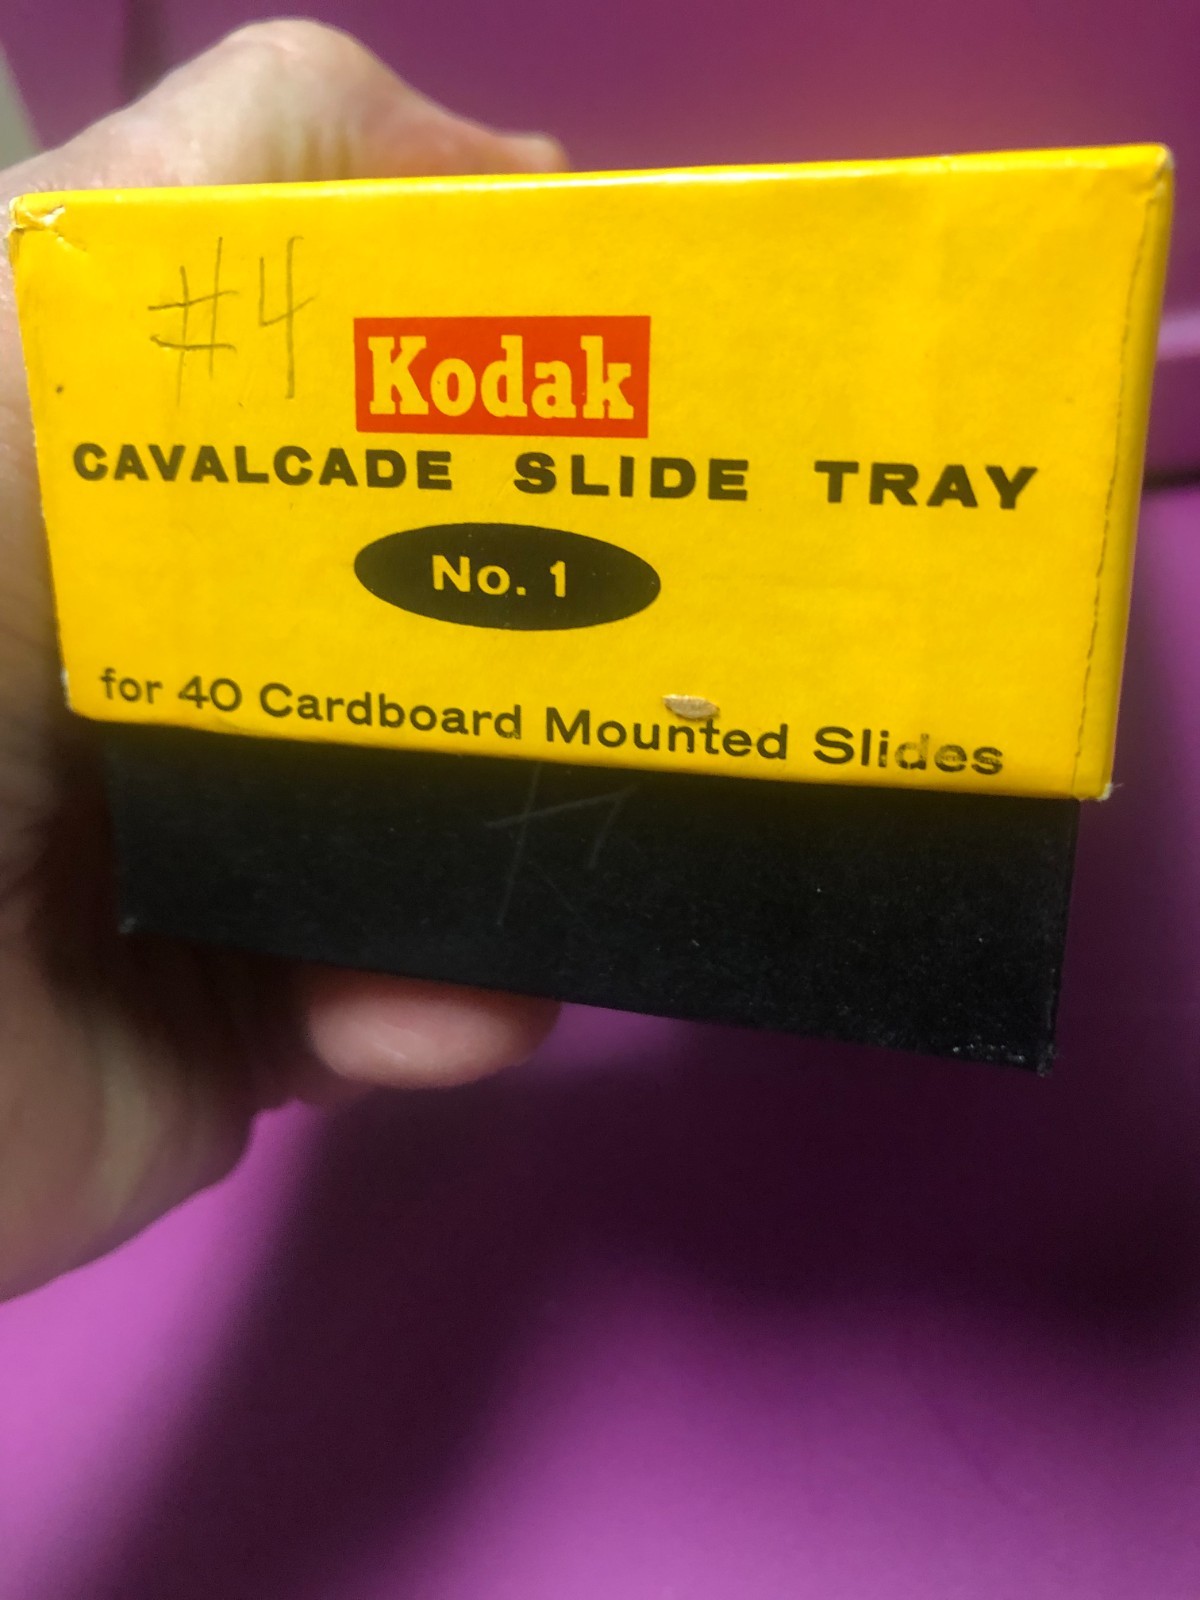 #4
Kodak
CAVALCADE SLIDE TRAY
No. 1
for 40 Cardboard Mounted Slides